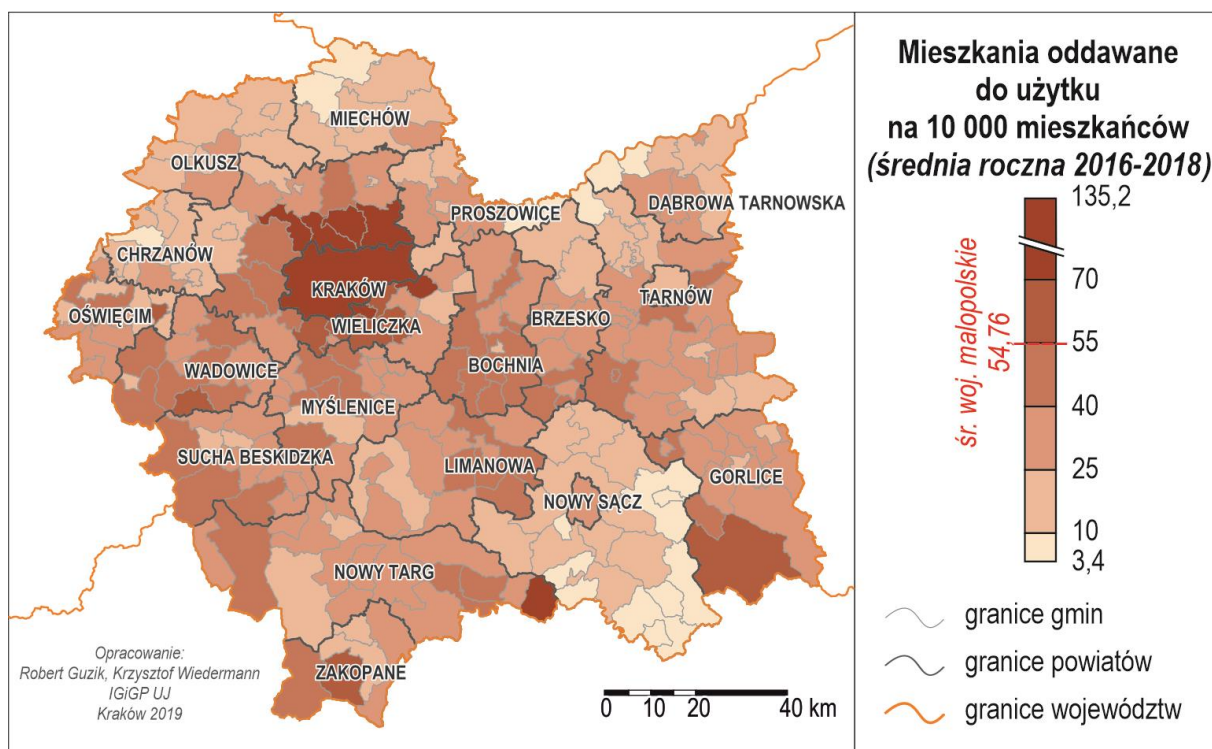 MIECHÓW
OLKUSZ
PROSZOWICE
DĄBROWA TARNOWSKA
CHRZANÓW
KRAKÓW
TARNÓW
OŚWIĘCIM
WIELICZKA
BRZESKO
WADOWICE
BOCHNIA
MYŚLENICE
SUCHA BESKIDZKA
LIMANOWA
GORLICE
NOWY SĄCZ
NOWY TARG
ZAKOPANE
Opracowanie:
Robert Guzik, Krzysztof Wiedermann
IGiGP UJ
Kraków 2019
0 10 20 40 km
Mieszkania oddawane
do użytku
na 10 000 mieszkańców
(średnia roczna 2016-2018)
135,2
70
55
40
25
10
3,4
śr. woj. małopolskie
54,76
granice gmin
granice powiatów
granice województw